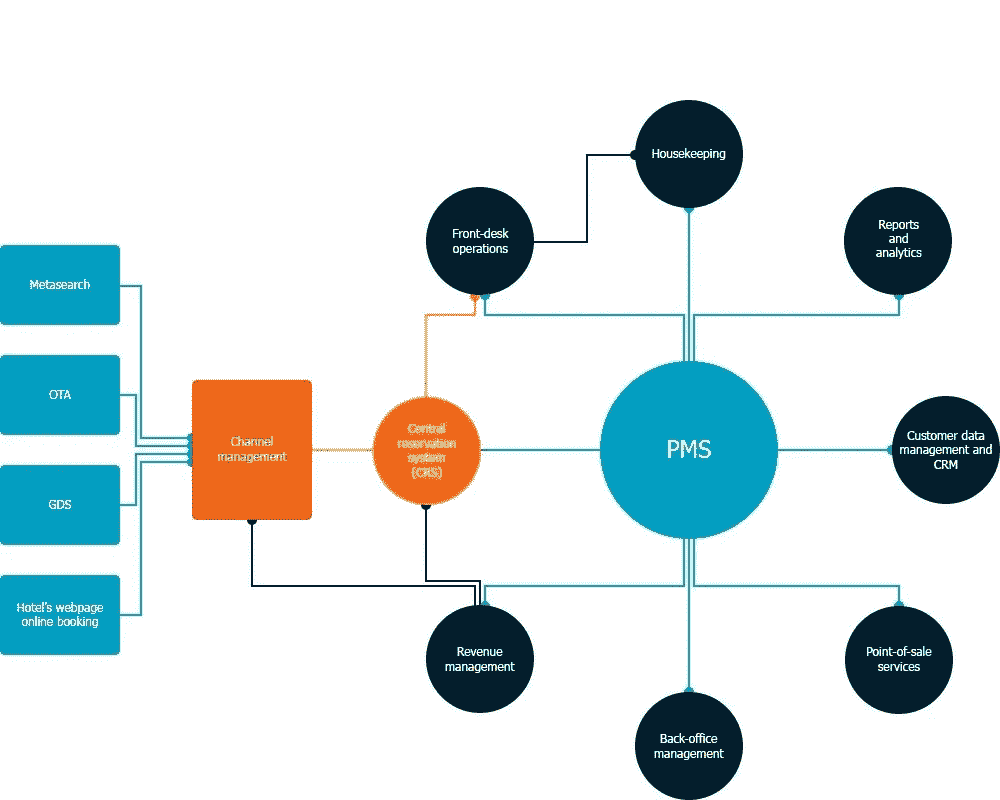 Housekeeping
Front-desk
operations
Reports
and
analytics
Metasearch
OTA
GDS
Hotel's webpage
online booking
Channel
management
Central
reservation
system
(CRS)
PMS
Customer data
management and
CRM
Revenue
management
Point-of-sale
services
Back-office
management